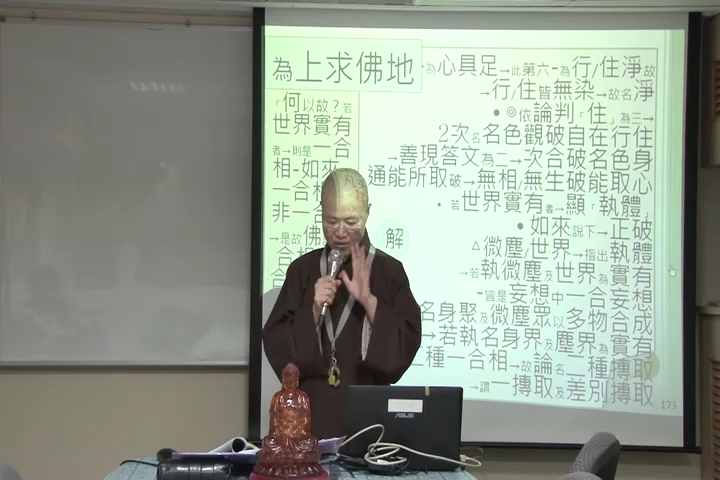 為上求佛地
「何以故？若
世界實有
者→則是一合
相-如來
一合相
非一合
→是故佛
合相
合
解
為心具足→此第六-為行/住淨故
→行/住皆無染→故名淨
•◎依論判「住」為三→
2次名名色觀破自在行住
→善現答文為二→次合破名色身
通能所取破→無相/無生破能取心
•若世界實有者→顯「執體」
•如來說下→正破
△微塵/世界→指出執體
→若執微塵及世界為實有
-皆是妄想中一合妄想
名身聚及微塵眾以多物合成
→若執名身界及塵界為實有
種一合相→故論名一種摶取
→謂一摶取及差別摶取
173
ASUS